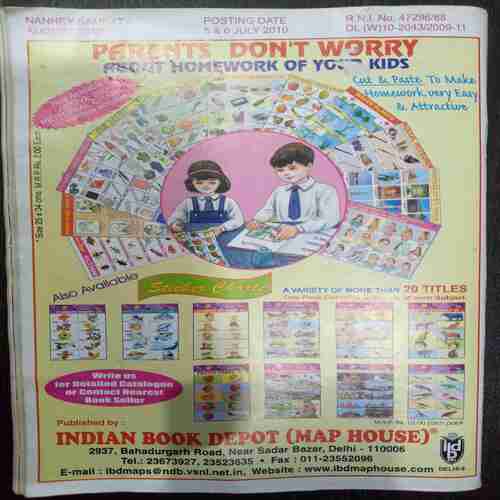 POSTING DATE
5 & 6 JULY 2010
R.N.I. No. 47296/88
DL (W)10-2043/2009-11
PARENTS DON'T WORRY
ABOUT HOMEWORK OF YOUR KIDS
Cut & Paste To Make
Homework very Easy
& Attractive
Also Available
Sticker Charts
A VARIETY OF MORE THAN 20 TITLES
Write us
for Detailed Catalogue
or Contact Nearest
Book Seller
Published by :
INDIAN BOOK DEPOT (MAP HOUSE)
2937, Bahadurgarh Road, Near Sadar Bazar, Delhi - 110006
Tel.: 23673927, 23523635 • Fax : 011-23552096
E-mail : ibdmaps@ndb.vsnl.net.in, Website : www.ibdmaphouse.com
ibd
DELHI-6